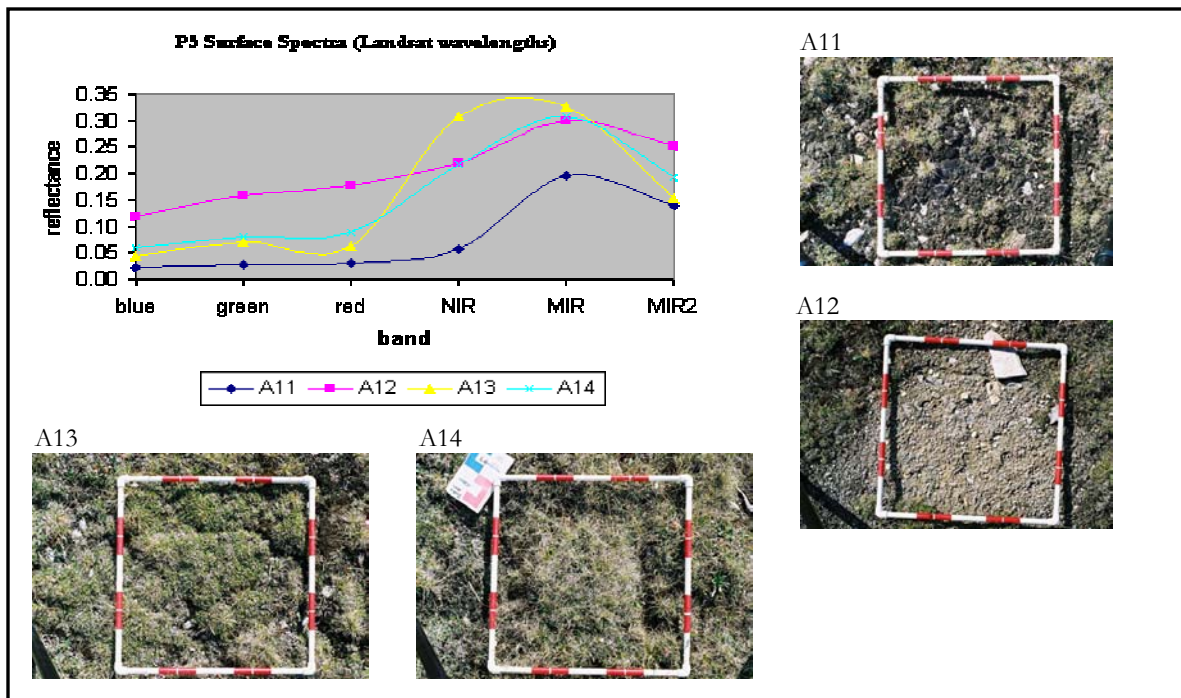 P5 Surface Spectra (Landsat wavelengths)
0.35
0.30
0.25
0.20
0.15
0.10
0.05
0.00
reflectance
blue green red NIR MIR MIR2
band
A11 A12 A13 A14
A11
A12
A13
A14